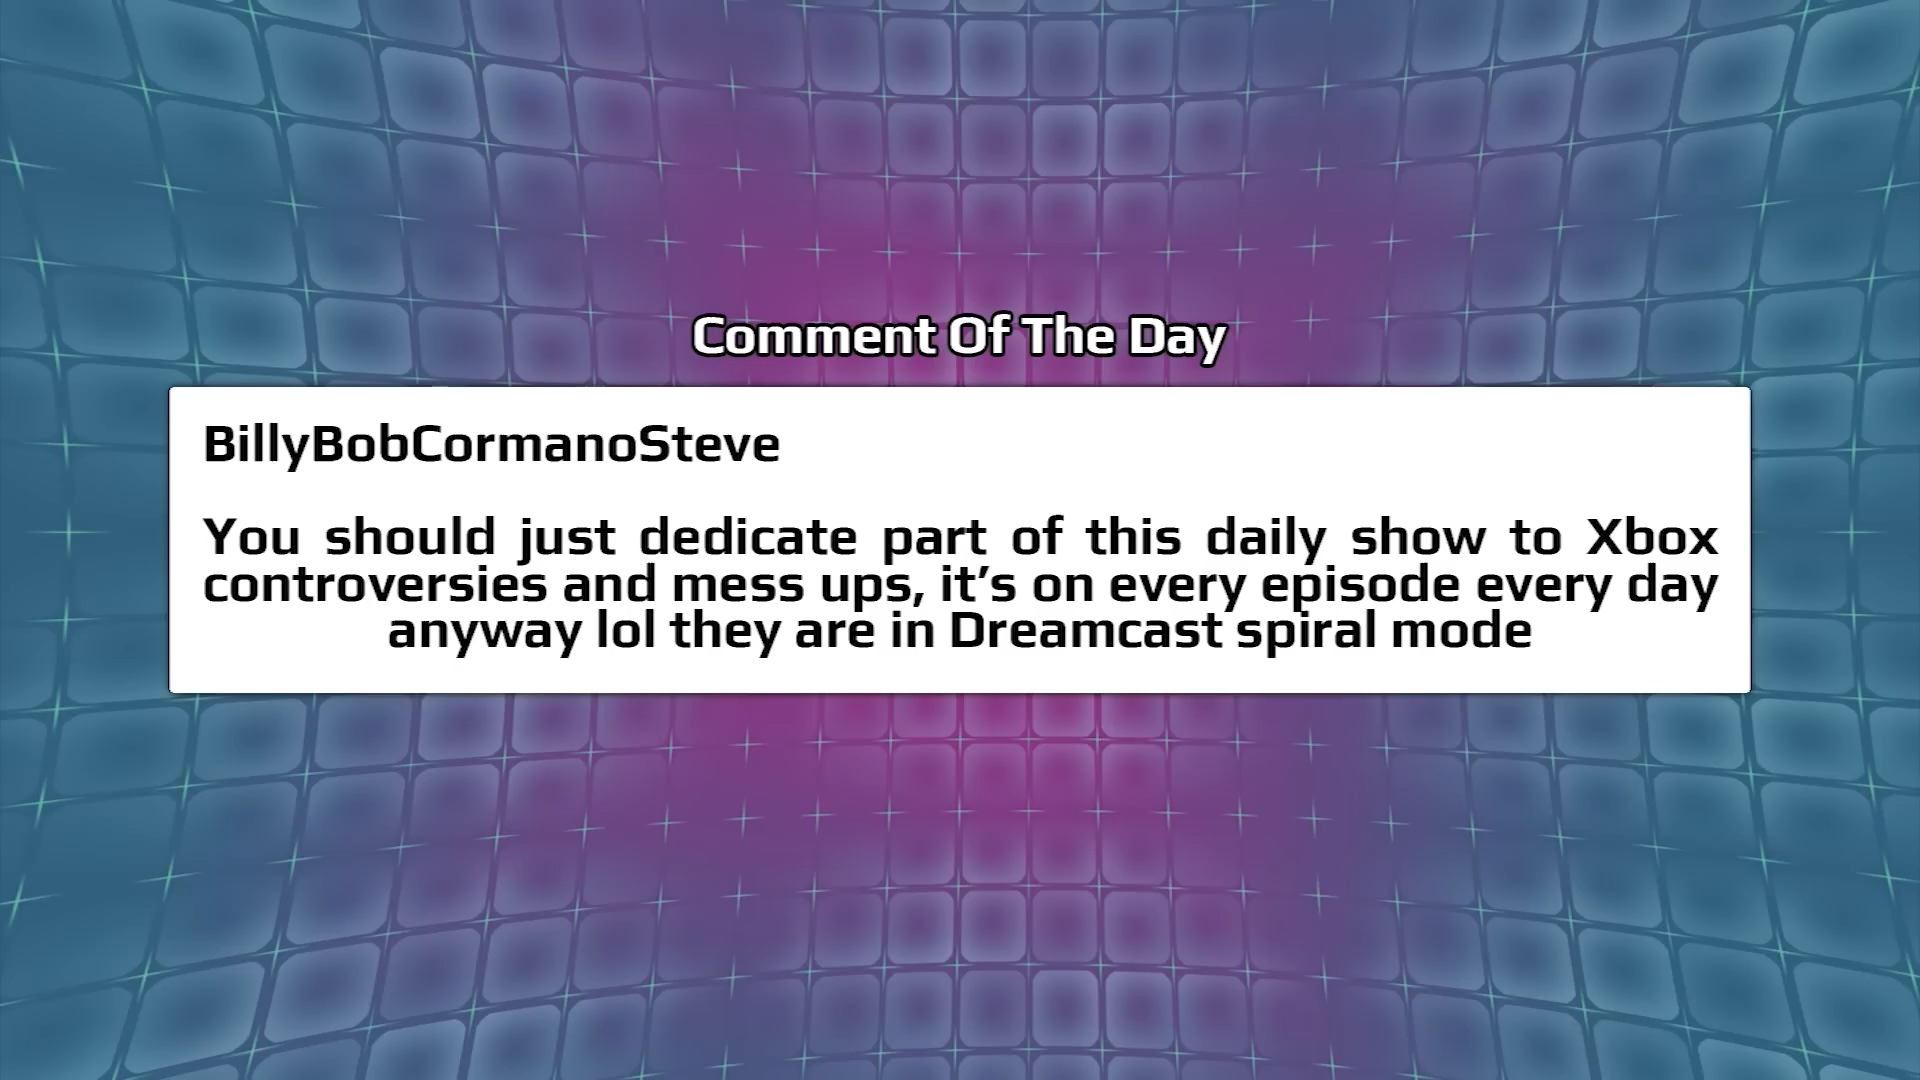 Comment Of The Day
BillyBobCormanoSteve
You should just dedicate part of this daily show to Xbox
controversies and mess ups, it’s on every episode every day
anyway lol they are in Dreamcast spiral mode